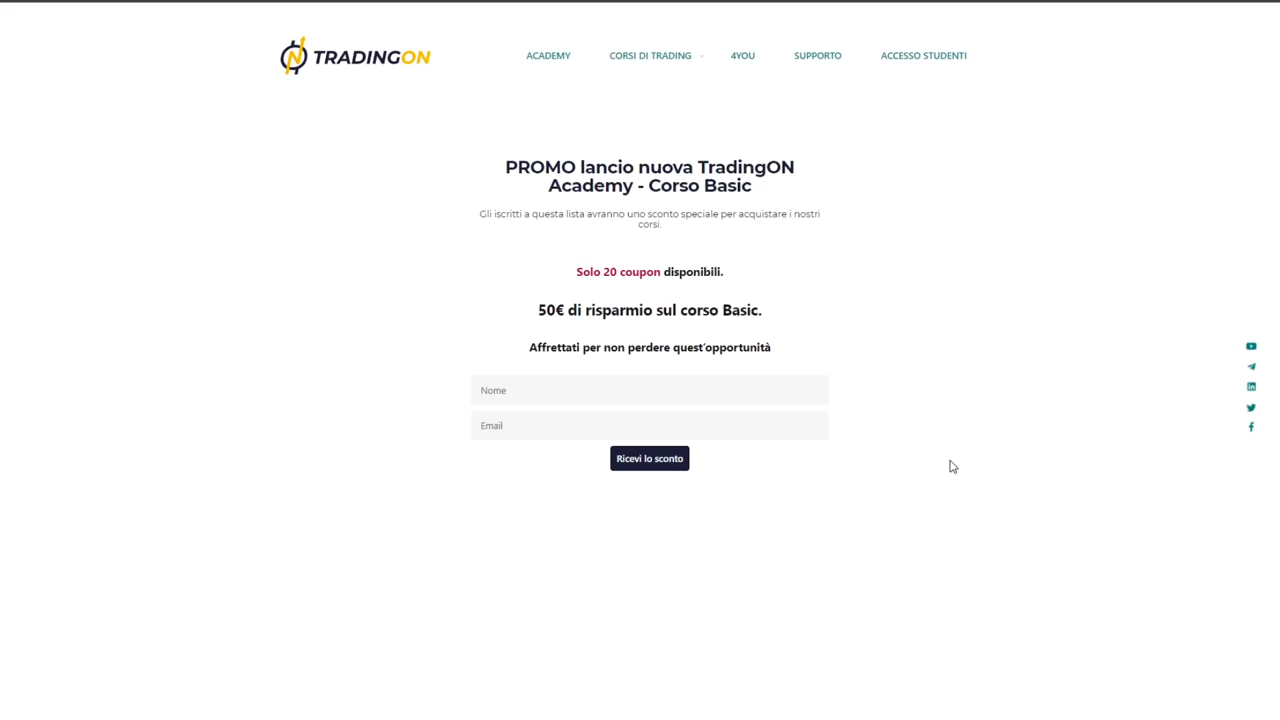 TRADINGON
ACADEMY
CORSI DI TRADING
4YOU
SUPPORTO
ACCESSO STUDENTI
PROMO lancio nuova TradingON
Academy - Corso Basic
Gli iscritti a questa lista avranno uno sconto speciale per acquistare i nostri
corsi.
Solo 20 coupon disponibili.
50€ di risparmio sul corso Basic.
Affrettati per non perdere quest'opportunità
Nome
Email
Ricevi lo sconto